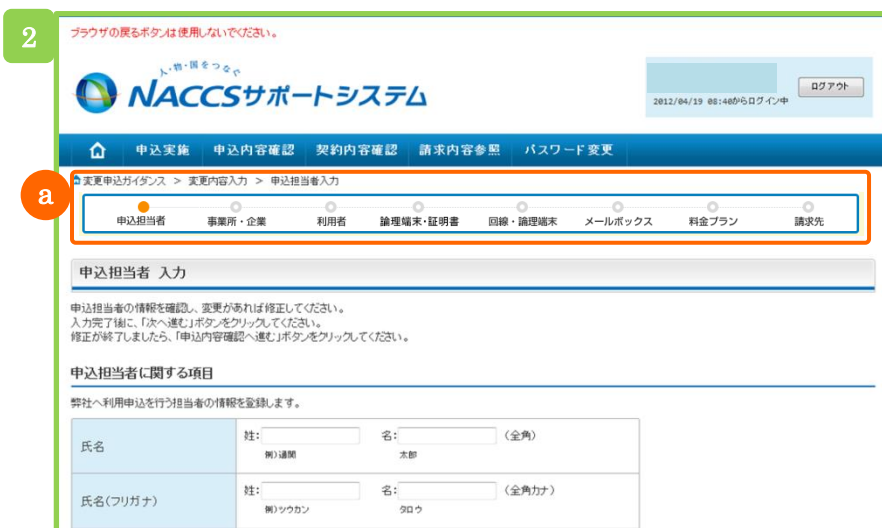 2
ブラウザの戻るボタンは使用しないでください。
人・物・国をつなぐ
NACCSサポートシステム
ログアウト
2012/04/19 08:40からログイン中
申込実施 申込内容確認 契約内容確認 請求内容参照 パスワード変更
a
変更申込ガイダンス > 変更内容入力 > 申込担当者入力
申込担当者 事業所・企業 利用者 論理端末・証明書 回線・論理端末 メールボックス 料金プラン 請求先
申込担当者 入力
申込担当者の情報を確認し、変更があれば修正してください。
入力完了後に、「次へ進む」ボタンをクリックしてください。
修正が終了しましたら、「申込内容確認へ進む」ボタンをクリックしてください。
申込担当者に関する項目
弊社へ利用申込を行う担当者の情報を登録します。
氏名 姓: 名: (全角)
例)通関 太郎
氏名(フリガナ) 姓: 名: (全角カナ)
例)ツウカン タロウ